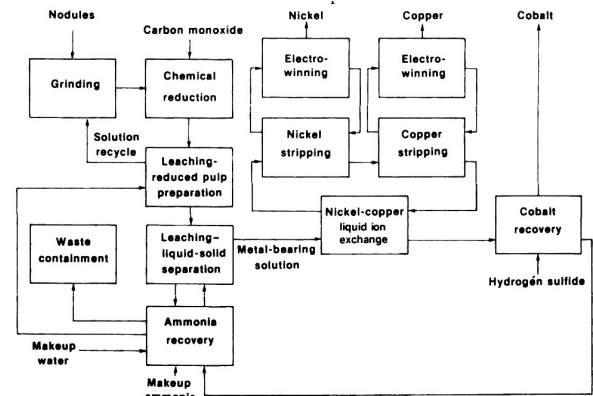 Nodules
Carbon monoxide
Nickel
Copper
Cobalt
Grinding
Chemical
reduction
Electro-
winning
Electro-
winning
Solution
recycle
Nickel
stripping
Copper
stripping
Leaching-
reduced pulp
preparation
Waste
containment
Leaching–
liquid-solid
separation
Metal-bearing
solution
Nickel-copper
liquid ion
exchange
Cobalt
recovery
Hydrogén sulfide
Ammonia
recovery
Makeup
water
Makeup